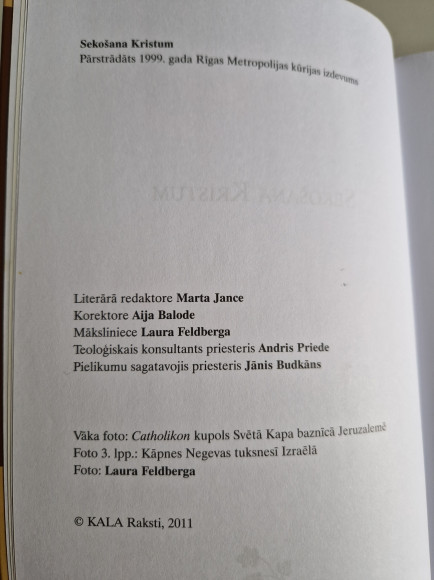 Sekošana Kristum
Pārstrādāts 1999. gada Rīgas Metropolijas kūrijas izdevums
SEKOŠANA KRISTUM
Literārā redaktore Marta Jance
Korektore Aija Balode
Māksliniece Laura Feldberga
Teoloģiskais konsultants priesteris Andris Priede
Pielikumu sagatavojis priesteris Jānis Budkāns
Vāka foto: Catholikon kupols Svētā Kapa baznīcā Jeruzalemē
Foto 3. lpp.: Kāpnes Negevas tuksnesī Izraēlā
Foto: Laura Feldberga
© KALA Raksti, 2011